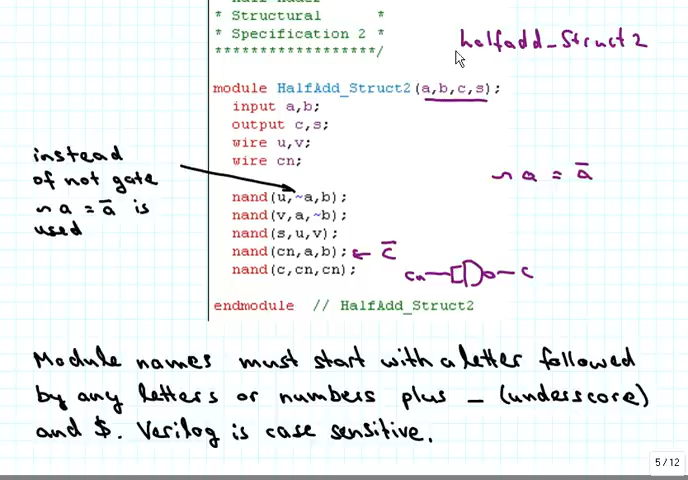 * Structural *
* Specification 2 *
******************/
halfadd_Struct2
module HalfAdd_Struct2(a,b,c,s);
input a,b;
output c,s;
wire u,v;
wire cn;
instead
of not gate
~a = a̅ is
used
~a = a̅
nand(u,~a,b);
nand(v,a,~b);
nand(s,u,v);
nand(cn,a,b); ← c̅
nand(c,cn,cn);
cn c
endmodule // HalfAdd_Struct2
Module names must start with a letter followed
by any letters or numbers plus _ (underscore)
and $. Verilog is case sensitive.
5/12